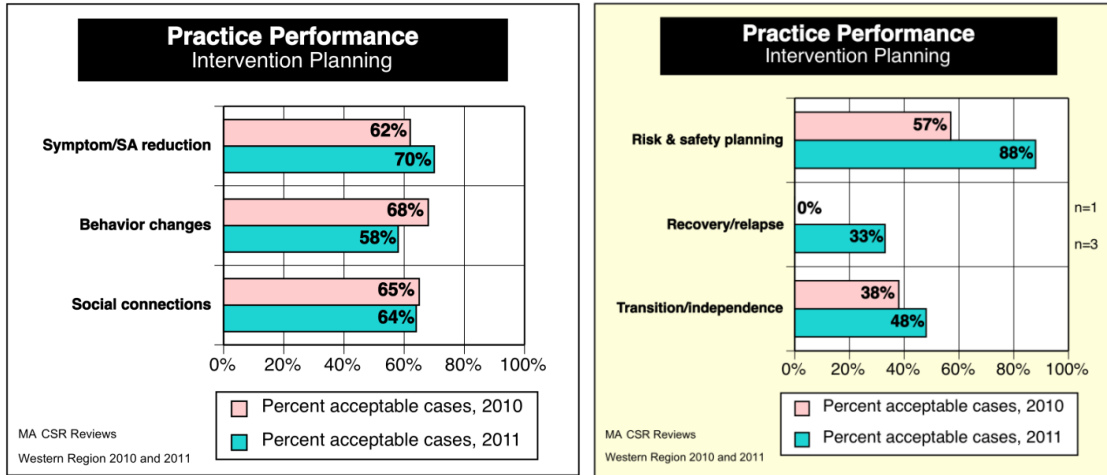 Practice Performance
Intervention Planning
Symptom/SA reduction
62%
70%
Behavior changes
68%
58%
Social connections
65%
64%
0% 20% 40% 60% 80% 100%
Percent acceptable cases, 2010
Percent acceptable cases, 2011
MA CSR Reviews
Western Region 2010 and 2011
Practice Performance
Intervention Planning
Risk & safety planning
57%
88%
Recovery/relapse
0%
n=1
33%
n=3
Transition/independence
38%
48%
0% 20% 40% 60% 80% 100%
Percent acceptable cases, 2010
Percent acceptable cases, 2011
MA CSR Reviews
Western Region 2010 and 2011